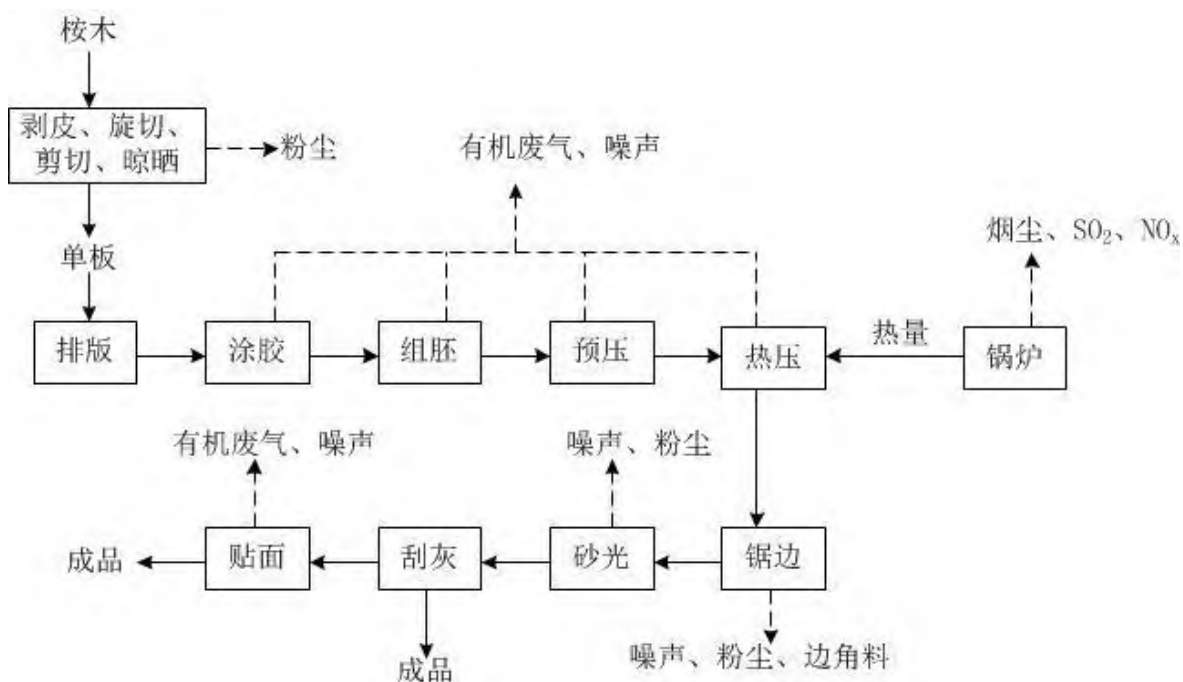 桉木
剥皮、旋切、
剪切、晾晒
粉尘
有机废气、噪声
烟尘、SO₂、NOₓ
单板
排版
涂胶
组胚
预压
热压
热量
锅炉
有机废气、噪声
噪声、粉尘
成品
贴面
刮灰
砂光
锯边
成品
噪声、粉尘、边角料